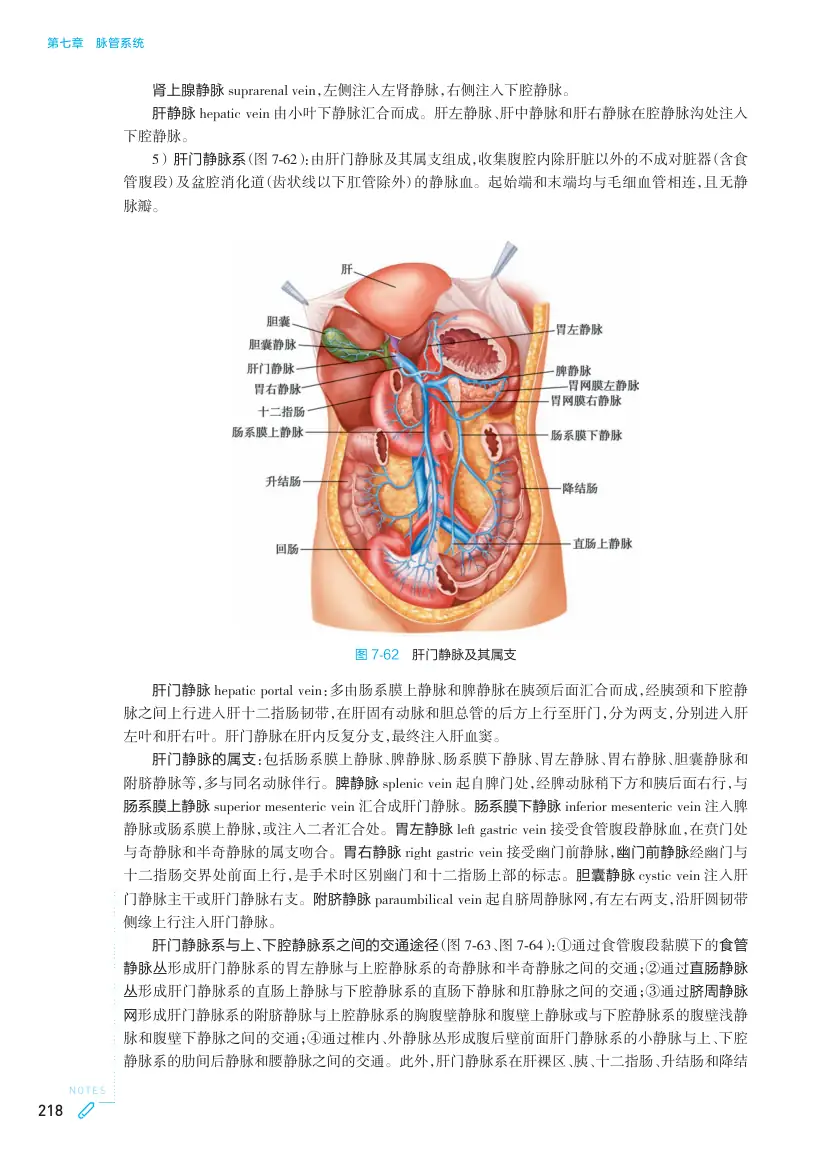 第七章 脉管系统
肾上腺静脉 suprarenal vein,左侧注入左肾静脉,右侧注入下腔静脉。
肝静脉 hepatic vein 由小叶下静脉汇合而成。肝左静脉、肝中静脉和肝右静脉在腔静脉沟处注入
下腔静脉。
5)肝门静脉系(图 7-62):由肝门静脉及其属支组成,收集腹腔内除肝脏以外的不成对脏器(含食
管腹段)及盆腔消化道(齿状线以下肛管除外)的静脉血。起始端和末端均与毛细血管相连,且无静
脉瓣。
肝
胆囊
胆囊静脉
肝门静脉
胃右静脉
十二指肠
肠系膜上静脉
升结肠
回肠
胃左静脉
脾静脉
胃网膜左静脉
胃网膜右静脉
肠系膜下静脉
降结肠
直肠上静脉
图 7-62 肝门静脉及其属支
肝门静脉 hepatic portal vein:多由肠系膜上静脉和脾静脉在胰颈后面汇合而成,经胰颈和下腔静
脉之间上行进入肝十二指肠韧带,在肝固有动脉和胆总管的后方上行至肝门,分为两支,分别进入肝
左叶和肝右叶。肝门静脉在肝内反复分支,最终注入肝血窦。
肝门静脉的属支:包括肠系膜上静脉、脾静脉、肠系膜下静脉、胃左静脉、胃右静脉、胆囊静脉和
附脐静脉等,多与同名动脉伴行。脾静脉 splenic vein 起自脾门处,经脾动脉稍下方和胰后面右行,与
肠系膜上静脉 superior mesenteric vein 汇合成肝门静脉。肠系膜下静脉 inferior mesenteric vein 注入脾
静脉或肠系膜上静脉,或注入二者汇合处。胃左静脉 left gastric vein 接受食管腹段静脉血,在贲门处
与奇静脉和半奇静脉的属支吻合。胃右静脉 right gastric vein 接受幽门前静脉,幽门前静脉经幽门与
十二指肠交界处前面上行,是手术时区别幽门和十二指肠上部的标志。胆囊静脉 cystic vein 注入肝
门静脉主干或肝门静脉右支。附脐静脉 paraumbilical vein 起自脐周静脉网,有左右两支,沿肝圆韧带
侧缘上行注入肝门静脉。
肝门静脉系与上、下腔静脉系之间的交通途径(图 7-63、图 7-64):①通过食管腹段黏膜下的食管
静脉丛形成肝门静脉系的胃左静脉与上腔静脉系的奇静脉和半奇静脉之间的交通;②通过直肠静脉
丛形成肝门静脉系的直肠上静脉与下腔静脉系的直肠下静脉和肛静脉之间的交通;③通过脐周静脉
网形成肝门静脉系的附脐静脉与上腔静脉系的胸腹壁静脉和腹壁上静脉或与下腔静脉系的腹壁浅静
脉和腹壁下静脉之间的交通;④通过椎内、外静脉丛形成腹后壁前面肝门静脉系的小静脉与上、下腔
静脉系的肋间后静脉和腰静脉之间的交通。此外,肝门静脉系在肝裸区、胰、十二指肠、升结肠和降结
NOTES
218